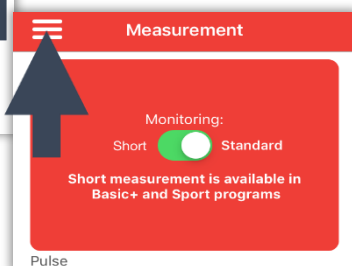 Measurement
Monitoring:
Short Standard
Short measurement is available in
Basic+ and Sport programs
Pulse